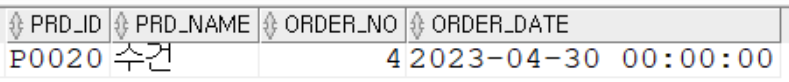 PRD_ID PRD_NAME ORDER_NO ORDER_DATE
P0020 수건 4 2023-04-30 00:00:00